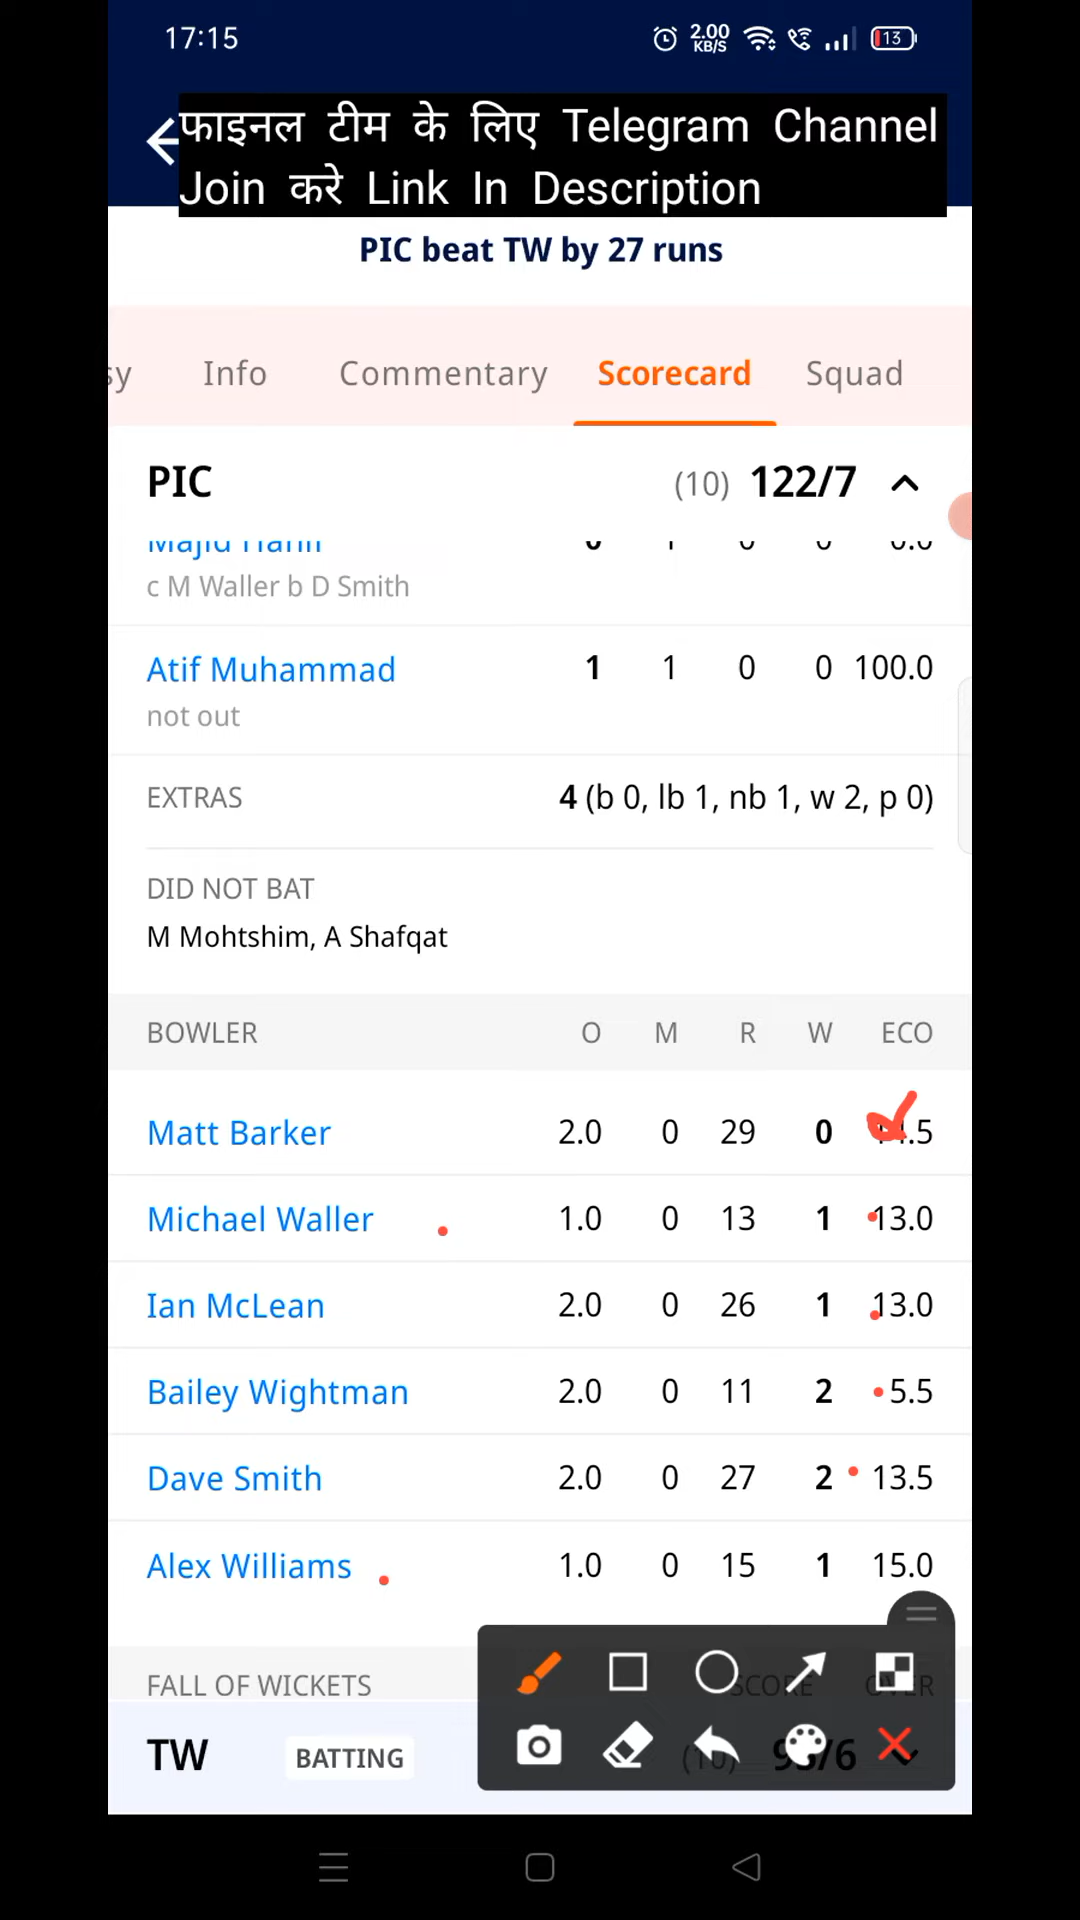 17:15 2.00 KB/S 13
फाइनल टीम के लिए Telegram Channel
Join करे Link In Description
PIC beat TW by 27 runs
sy Info Commentary Scorecard Squad
PIC (10) 122/7
c M Waller b D Smith
Atif Muhammad 1 1 0 0 100.0
not out
EXTRAS 4 (b 0, lb 1, nb 1, w 2, p 0)
DID NOT BAT
M Mohtshim, A Shafqat
BOWLER O M R W ECO
Matt Barker 2.0 0 29 0 .5
Michael Waller 1.0 0 13 1 13.0
Ian McLean 2.0 0 26 1 13.0
Bailey Wightman 2.0 0 11 2 5.5
Dave Smith 2.0 0 27 2 13.5
Alex Williams 1.0 0 15 1 15.0
FALL OF WICKETS SCORE OVER
TW BATTING (10)